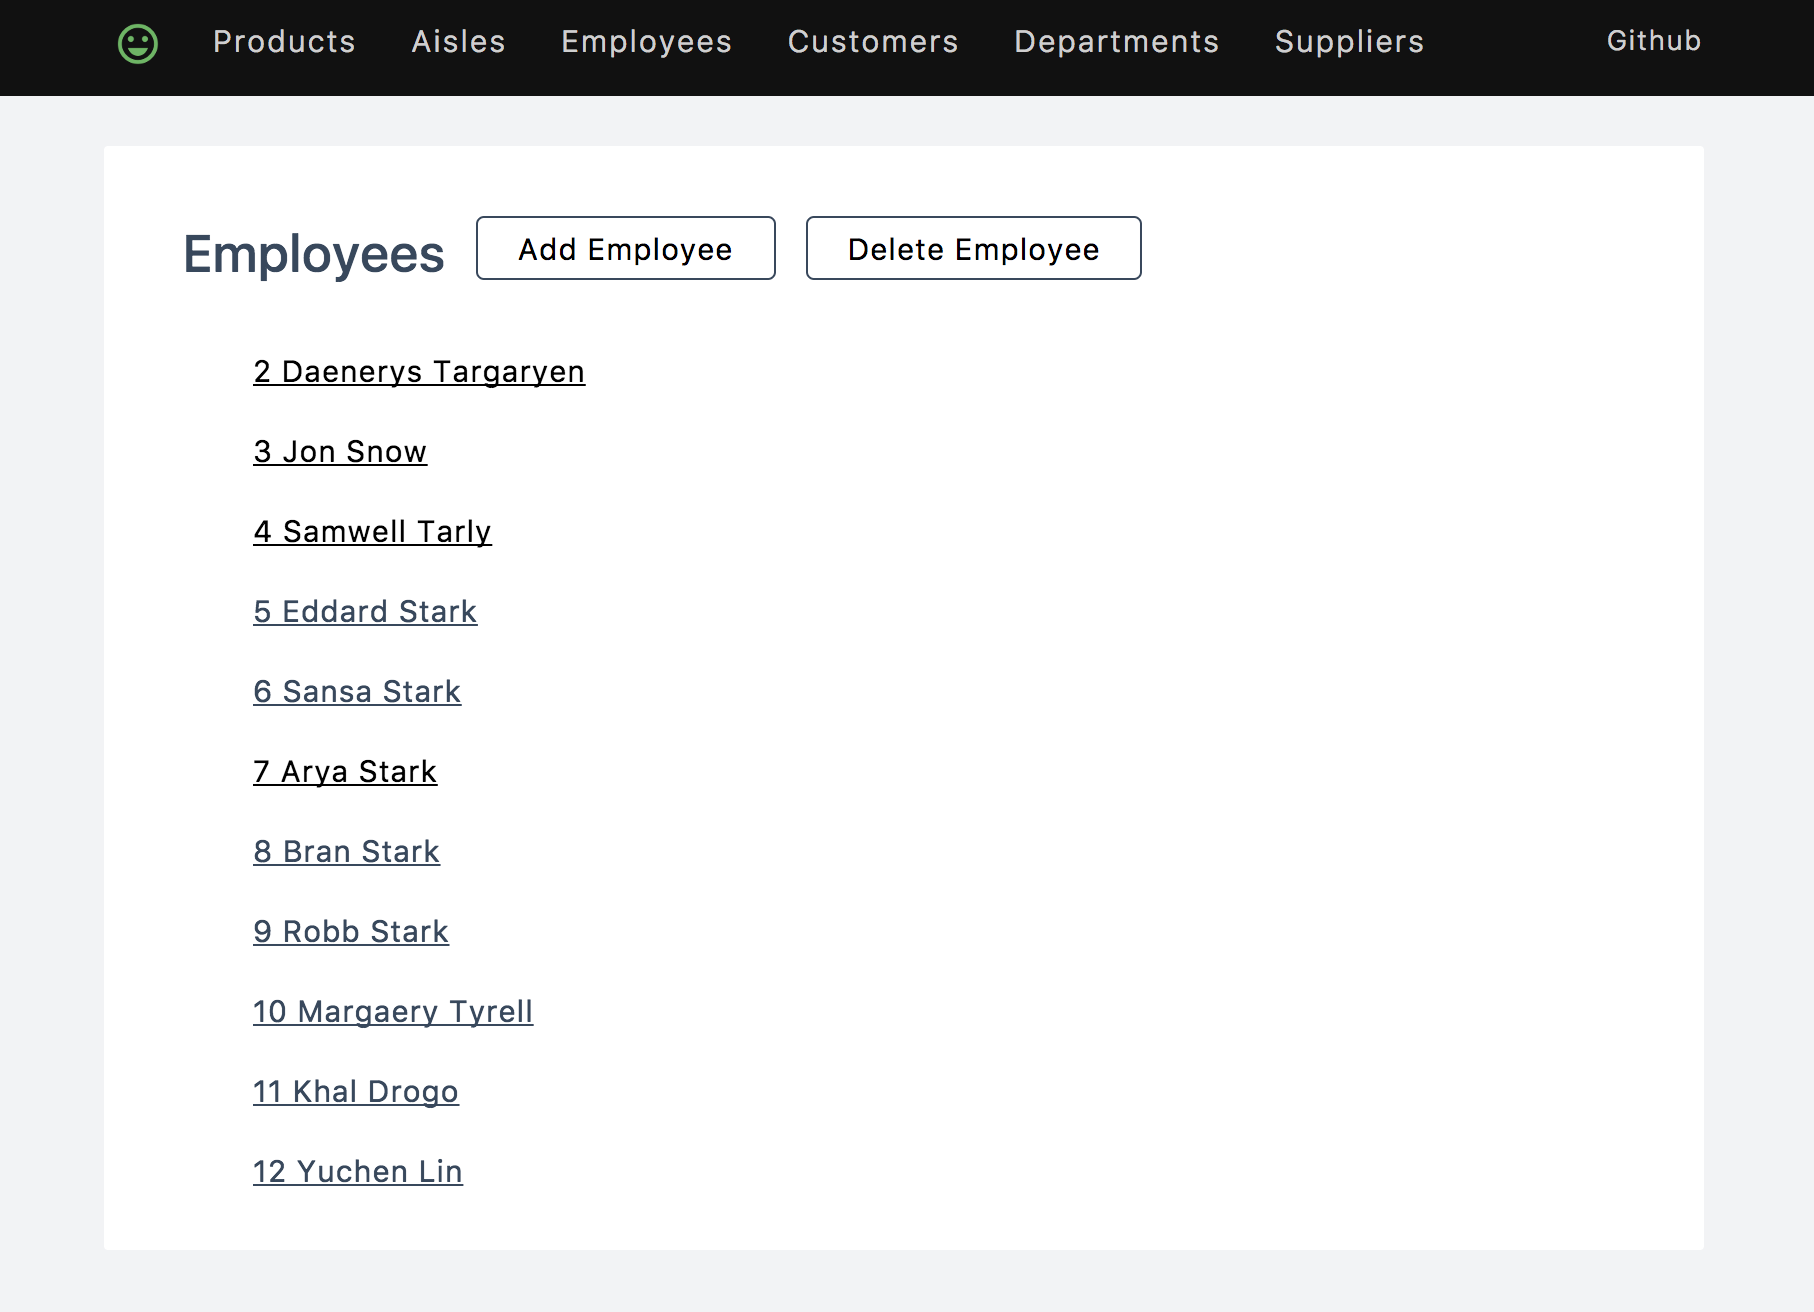 Products Aisles Employees Customers Departments Suppliers Github
Employees Add Employee Delete Employee
2 Daenerys Targaryen
3 Jon Snow
4 Samwell Tarly
5 Eddard Stark
6 Sansa Stark
7 Arya Stark
8 Bran Stark
9 Robb Stark
10 Margaery Tyrell
11 Khal Drogo
12 Yuchen Lin